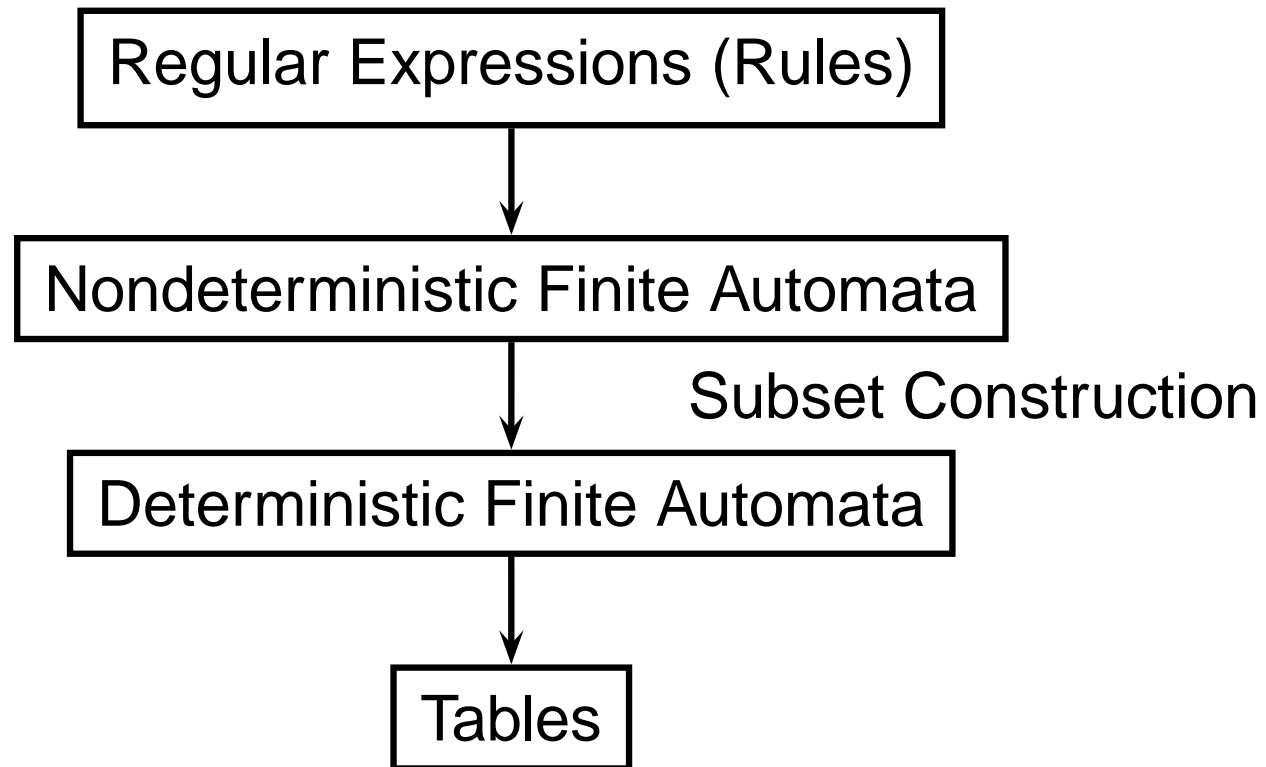 Regular Expressions (Rules)
Nondeterministic Finite Automata
Subset Construction
Deterministic Finite Automata
Tables